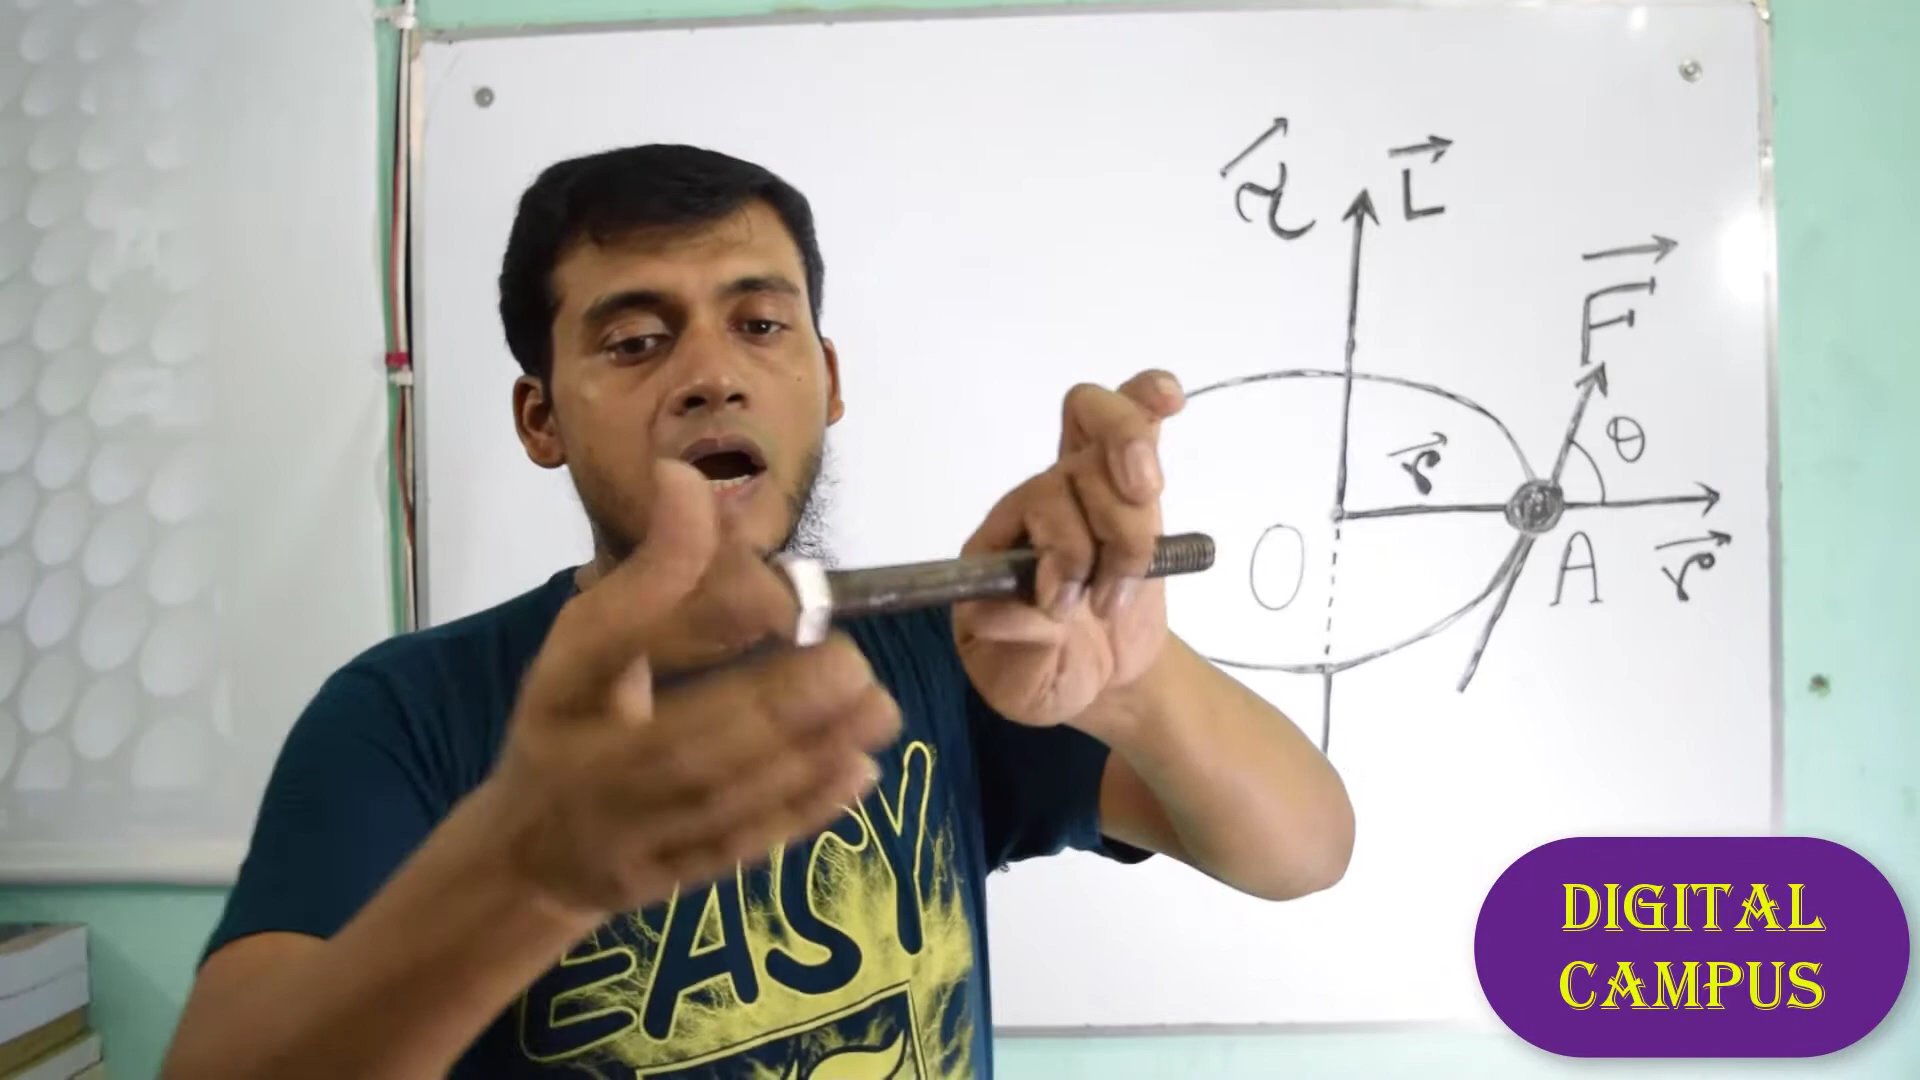 τ⃗
L⃗
F⃗
θ
r⃗
O
A
r⃗
EASY
DIGITAL
CAMPUS